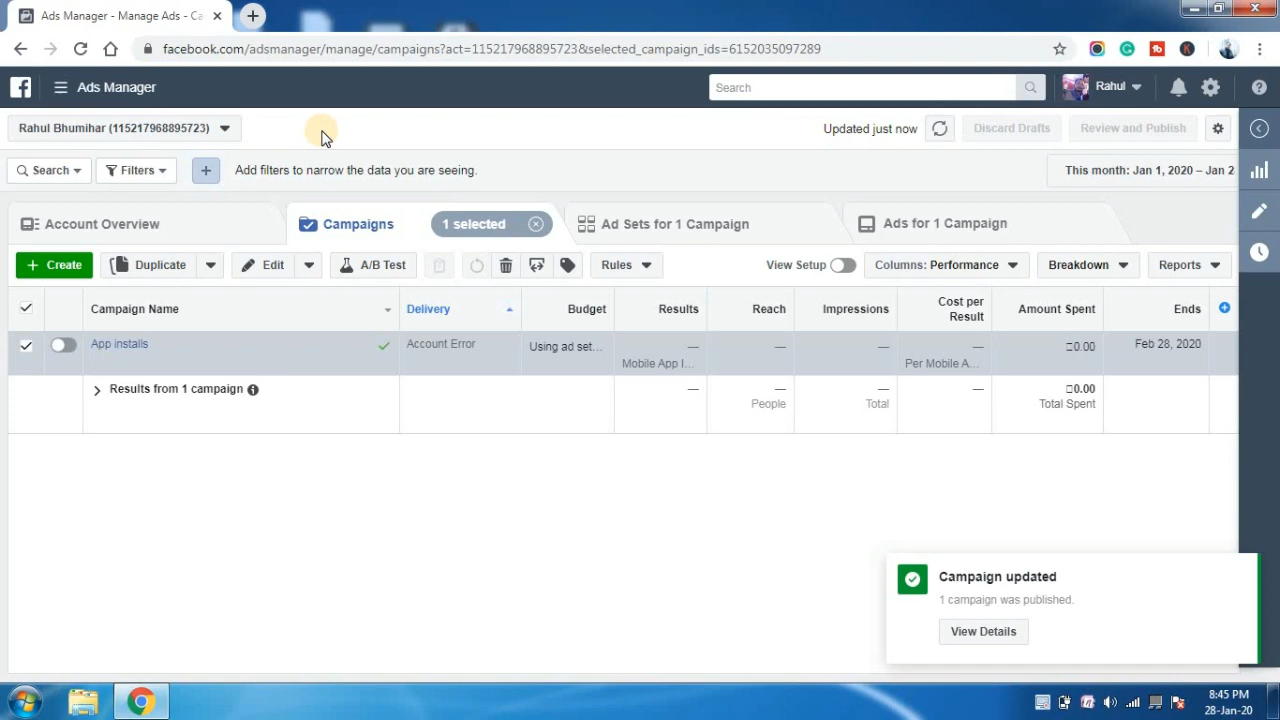 Ads Manager - Manage Ads - Ca
facebook.com/adsmanager/manage/campaigns?act=115217968895723&selected_campaign_ids=6152035097289
Ads Manager
Search
Rahul
Rahul Bhumihar (115217968895723)
Updated just now
Discard Drafts
Review and Publish
Search
Filters
Add filters to narrow the data you are seeing.
This month: Jan 1, 2020 – Jan 2
Account Overview
Campaigns
1 selected
Ad Sets for 1 Campaign
Ads for 1 Campaign
+ Create
Duplicate
Edit
A/B Test
Rules
View Setup
Columns: Performance
Breakdown
Reports
Campaign Name
Delivery
Budget
Results
Reach
Impressions
Cost per
Result
Amount Spent
Ends
App installs
Account Error
Using ad set...
—
Mobile App I...
—
—
—
Per Mobile A...
□0.00
Feb 28, 2020
Results from 1 campaign
—
—
People
—
Total
—
□0.00
Total Spent
Campaign updated
1 campaign was published.
View Details
8:45 PM
28-Jan-20